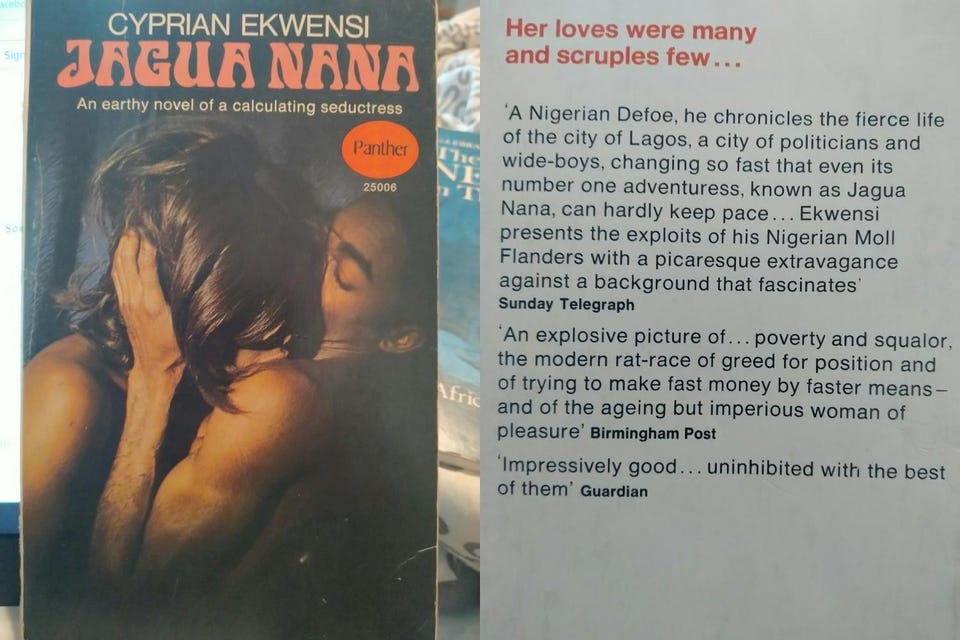 CYPRIAN EKWENSI
JAGUA NANA
An earthy novel of a calculating seductress
Panther
25006
Her loves were many
and scruples few...
'A Nigerian Defoe, he chronicles the fierce life
of the city of Lagos, a city of politicians and
wide-boys, changing so fast that even its
number one adventuress, known as Jagua
Nana, can hardly keep pace... Ekwensi
presents the exploits of his Nigerian Moll
Flanders with a picaresque extravagance
against a background that fascinates'
Sunday Telegraph
'An explosive picture of... poverty and squalor,
the modern rat-race of greed for position and
of trying to make fast money by faster means–
and of the ageing but imperious woman of
pleasure' Birmingham Post
'Impressively good... uninhibited with the best
of them' Guardian